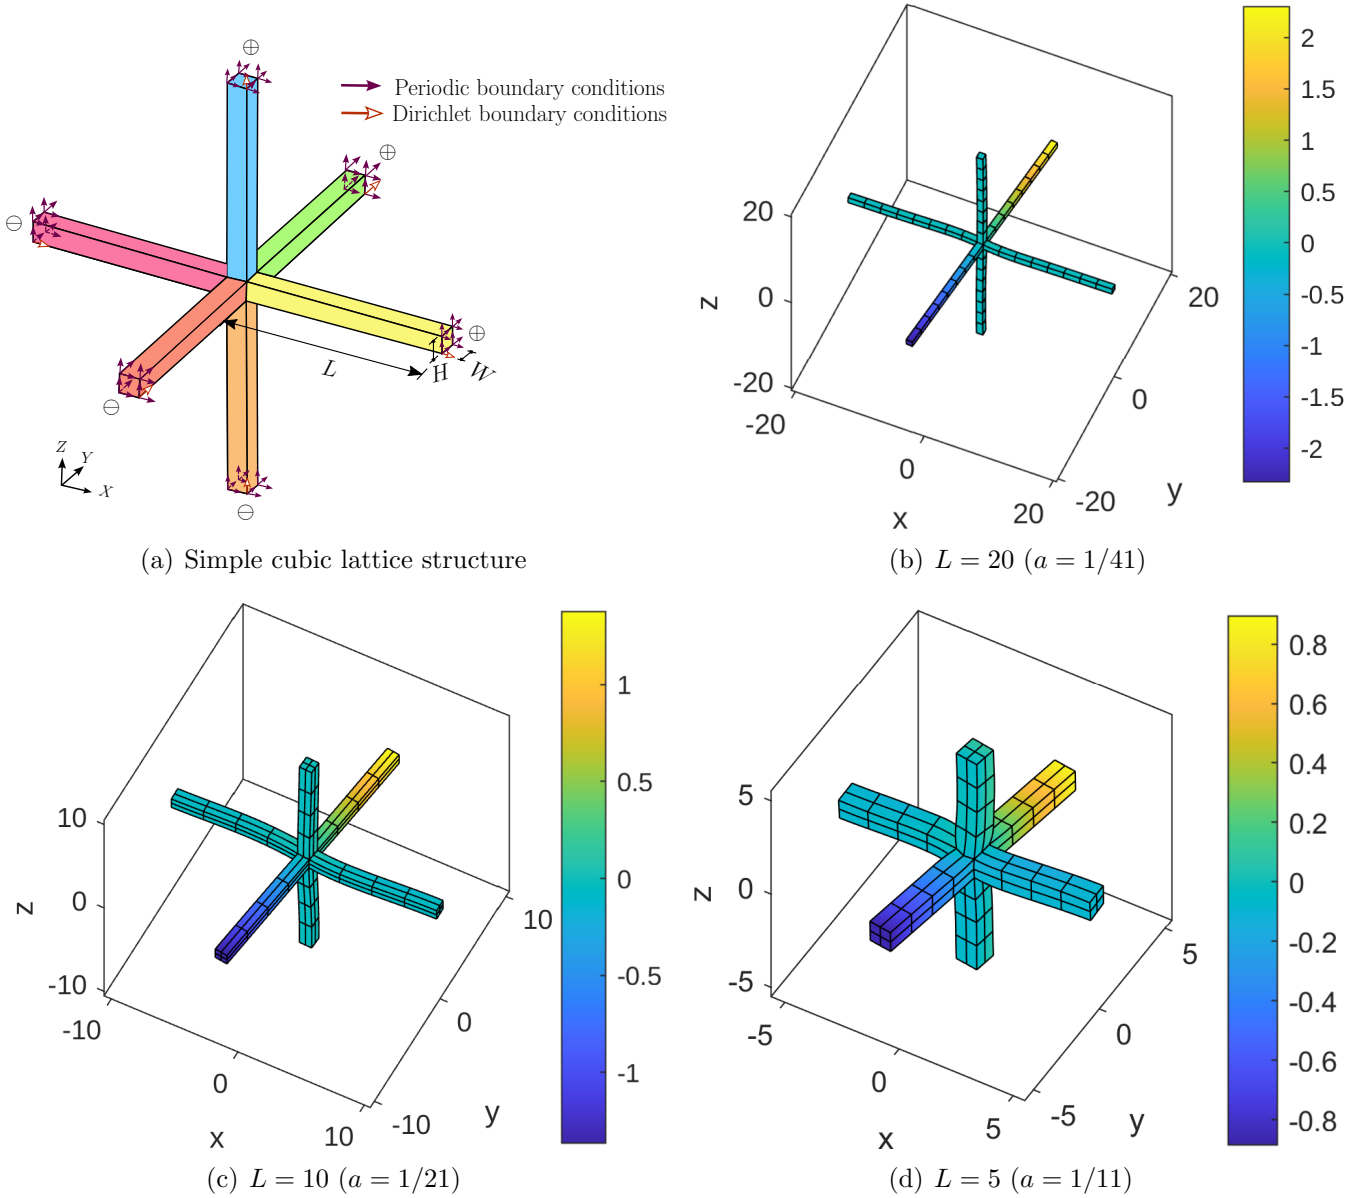 ⊕
Periodic boundary conditions
Dirichlet boundary conditions
⊕
⊖
⊕
L
H
W
⊖
Z
Y
X
⊖
(a) Simple cubic lattice structure
2
1.5
1
0.5
0
-0.5
-1
-1.5
-2
z
20
0
-20
-20
0
20
x
-20
0
20
y
(b) L = 20 (a = 1/41)
1
0.5
0
-0.5
-1
z
10
0
-10
-10
0
10
x
-10
0
10
y
(c) L = 10 (a = 1/21)
0.8
0.6
0.4
0.2
0
-0.2
-0.4
-0.6
-0.8
z
5
0
-5
-5
0
5
x
-5
0
5
y
(d) L = 5 (a = 1/11)